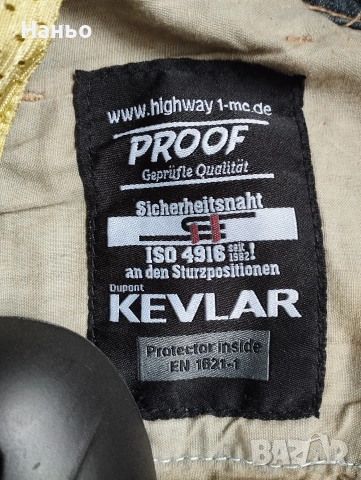 Наньо
www.highway1-mc.de
PROOF
Geprüfte Qualität
Sicherheitsnaht
ISO 4916 seit 1982!
an den Sturzpositionen
Dupont
KEVLAR
Protector inside
EN 1621-1
BAZAR